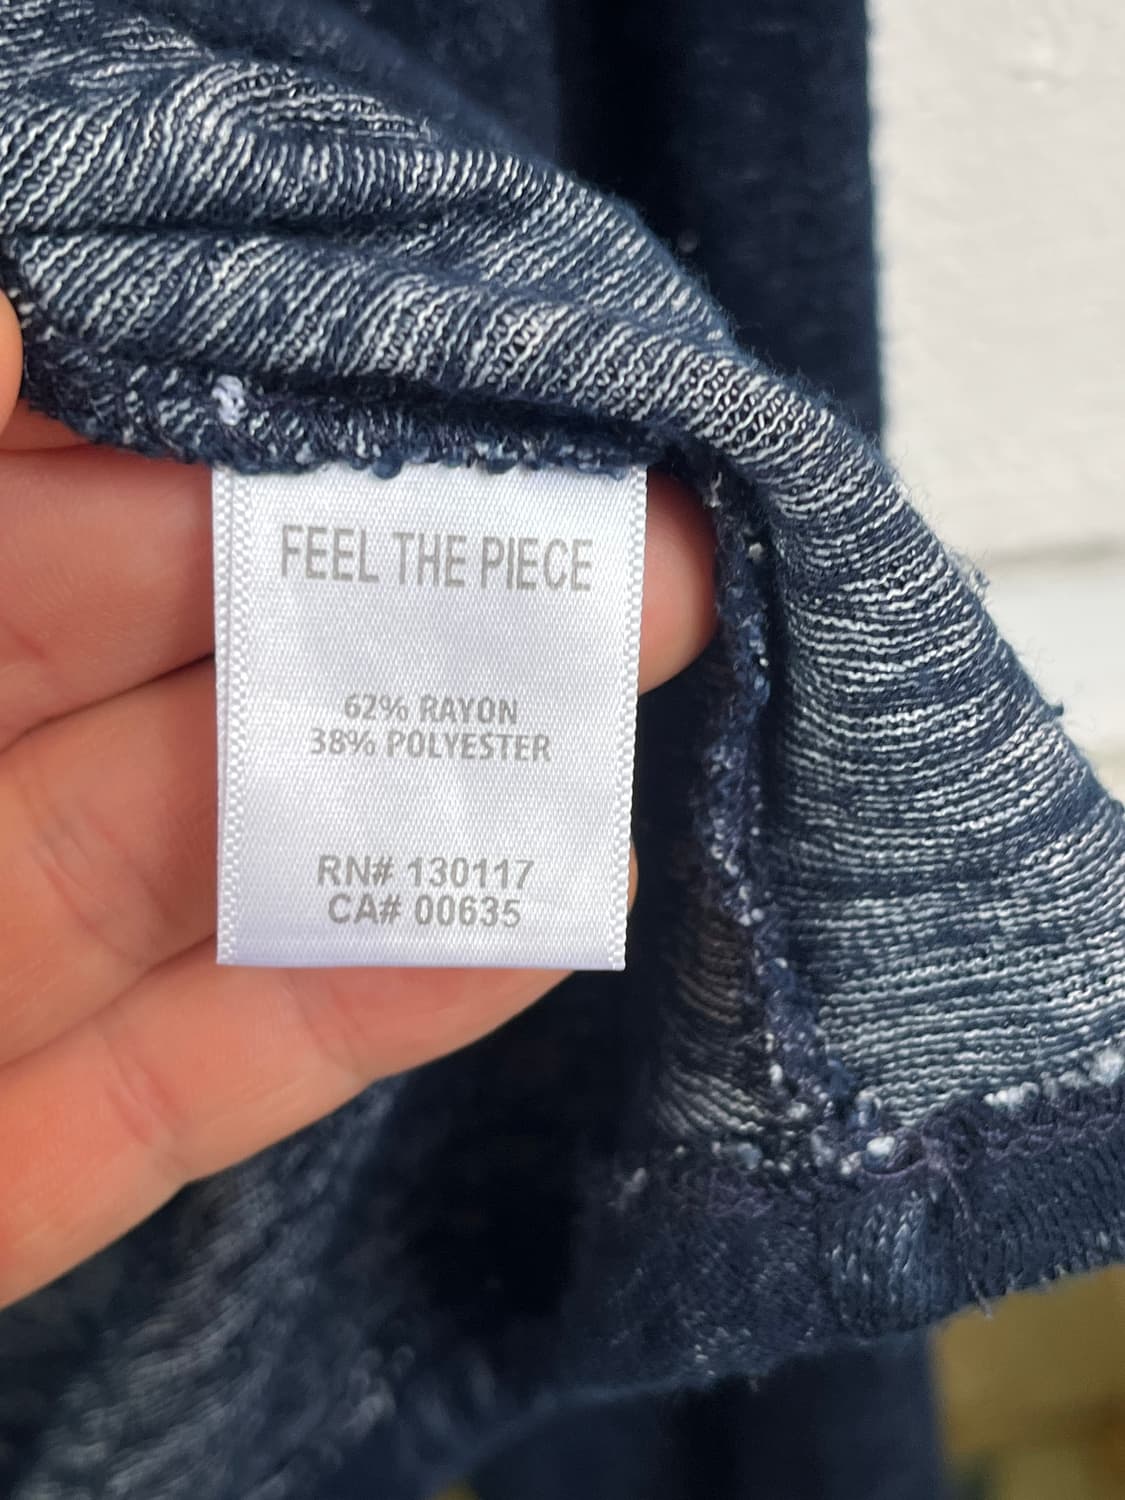 FEEL THE PIECE
62% RAYON
38% POLYESTER
RN# 130117
CA# 00635